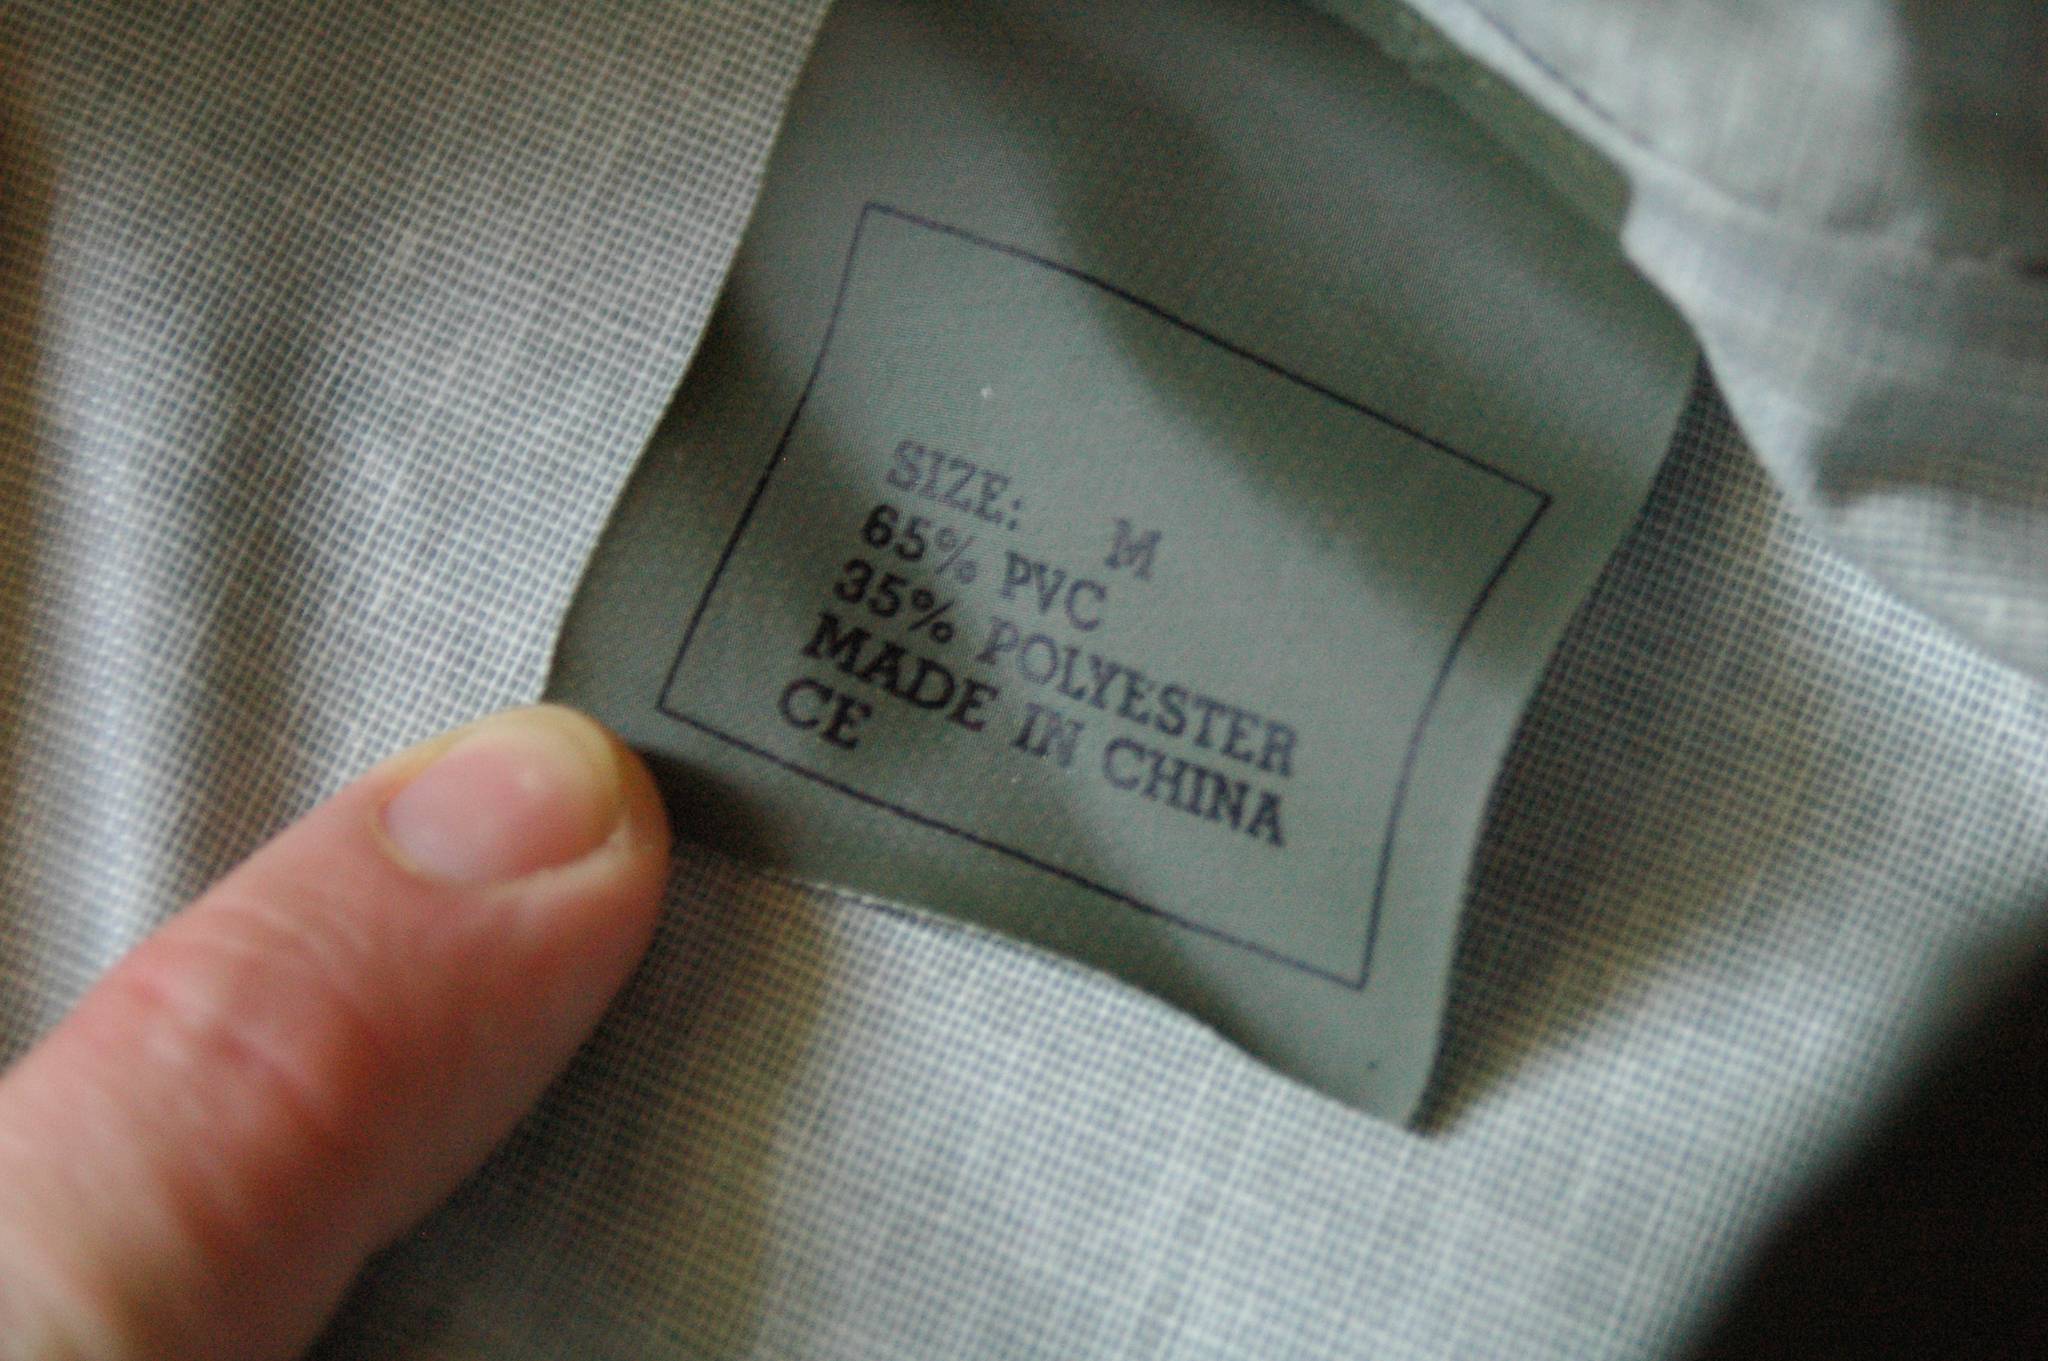 SIZE: M
65% PVC
35% POLYESTER
MADE IN CHINA
CE